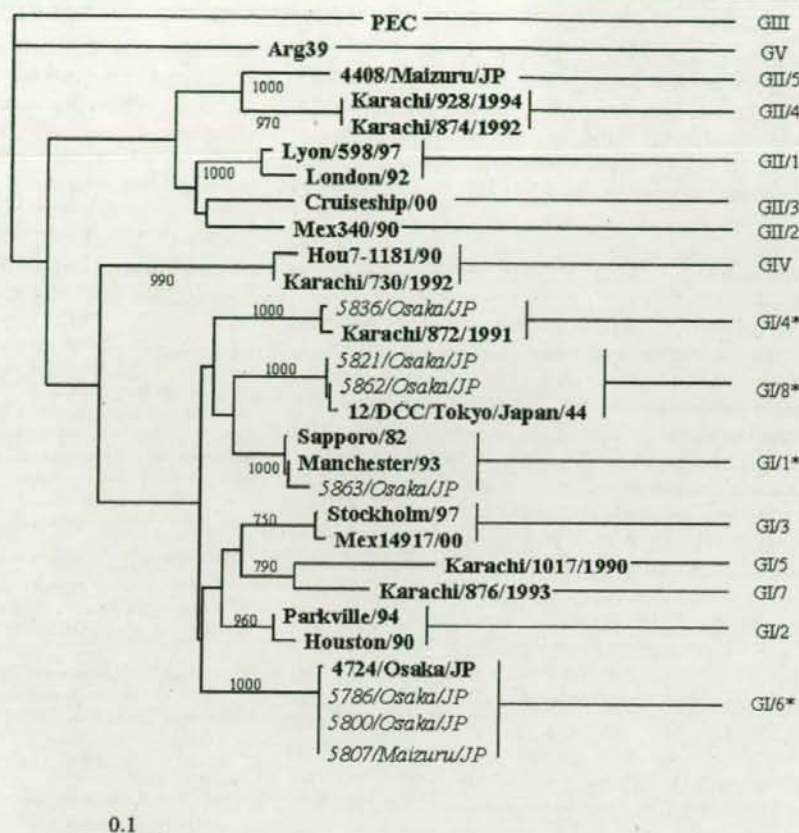 PEC GIII
Arg39 GV
4408/Maizuru/JP GII/5
1000
Karachi/928/1994 GII/4
970
Karachi/874/1992
Lyon/598/97 GII/1
1000
London/92
Cruiseship/00 GII/3
Mex340/90 GII/2
Hou7-1181/90 GIV
990
Karachi/730/1992
5836/Osaka/JP
1000 GI/4*
Karachi/872/1991
5821/Osaka/JP
1000
5862/Osaka/JP GI/8*
12/DCC/Tokyo/Japan/44
Sapporo/82
1000 Manchester/93 GI/1*
5863/Osaka/JP
Stockholm/97
750 GI/3
Mex14917/00
Karachi/1017/1990 GI/5
790
Karachi/876/1993 GI/7
Parkville/94
960 GI/2
Houston/90
4724/Osaka/JP
1000
5786/Osaka/JP GI/6*
5800/Osaka/JP
5807/Maizuru/JP
0.1